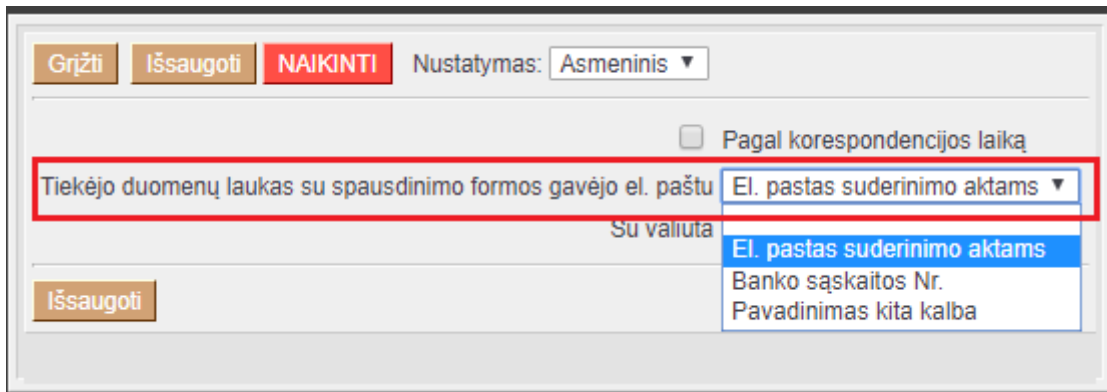 Grįžti Išsaugoti NAIKINTI Nustatymas: Asmeninis
Pagal korespondencijos laiką
Tiekėjo duomenų laukas su spausdinimo formos gavėjo el. paštu El. pastas suderinimo aktams
Su valiuta
El. pastas suderinimo aktams
Banko sąskaitos Nr.
Pavadinimas kita kalba
Išsaugoti